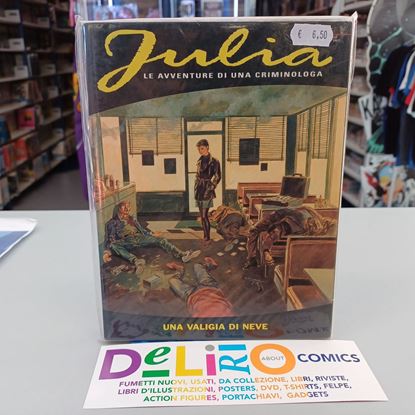 € 6,50
Julia
LE AVVENTURE DI UNA CRIMINOLOGA
UNA VALIGIA DI NEVE
DeLiRiO ABOUT COMICS
FUMETTI NUOVI, USATI, DA COLLEZIONE, LIBRI, RIVISTE,
LIBRI D'ILLUSTRAZIONI, POSTERS, DVD, T-SHIRTS, FELPE,
ACTION FIGURES, PORTACHIAVI, GADGETS